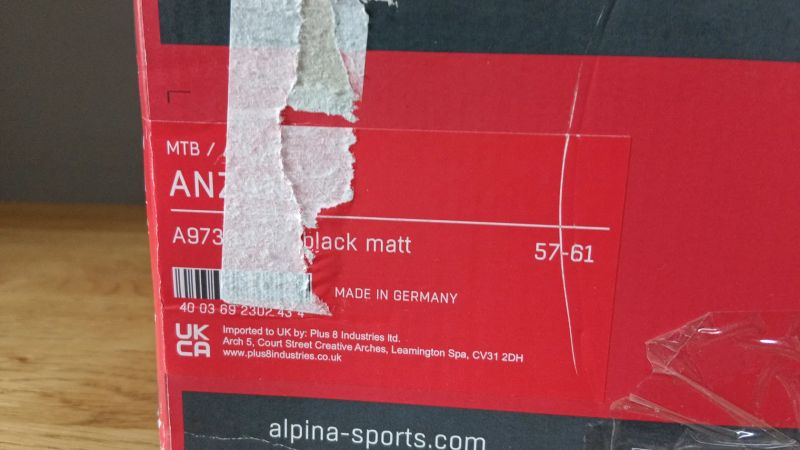 MTB /
ANZ
A973 black matt 57-61
MADE IN GERMANY
40 03 69 2302 43 4
UK
CA
Imported to UK by: Plus 8 Industries ltd.
Arch 5, Court Street Creative Arches, Leamington Spa, CV31 2DH
www.plus8industries.co.uk
alpina-sports.com